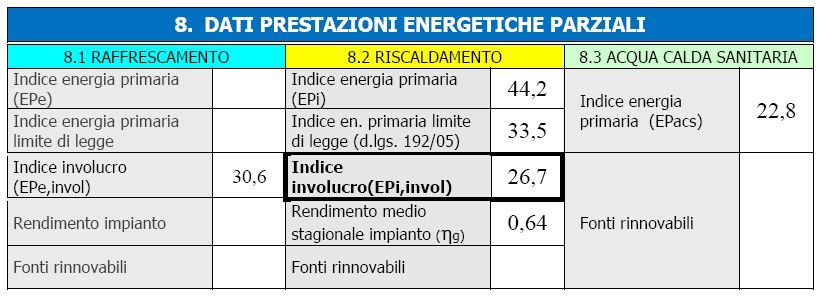 8. DATI PRESTAZIONI ENERGETICHE PARZIALI
8.1 RAFFRESCAMENTO
8.2 RISCALDAMENTO
8.3 ACQUA CALDA SANITARIA
Indice energia primaria
(EPe)
Indice energia primaria
(EPi)
44,2
Indice energia
primaria (EPacs)
22,8
Indice energia primaria
limite di legge
Indice en. primaria limite
di legge (d.lgs. 192/05)
33,5
Indice involucro
(EPe,invol)
30,6
Indice
involucro(EPi,invol)
26,7
Fonti rinnovabili
Rendimento impianto
Rendimento medio
stagionale impianto (ηg)
0,64
Fonti rinnovabili
Fonti rinnovabili